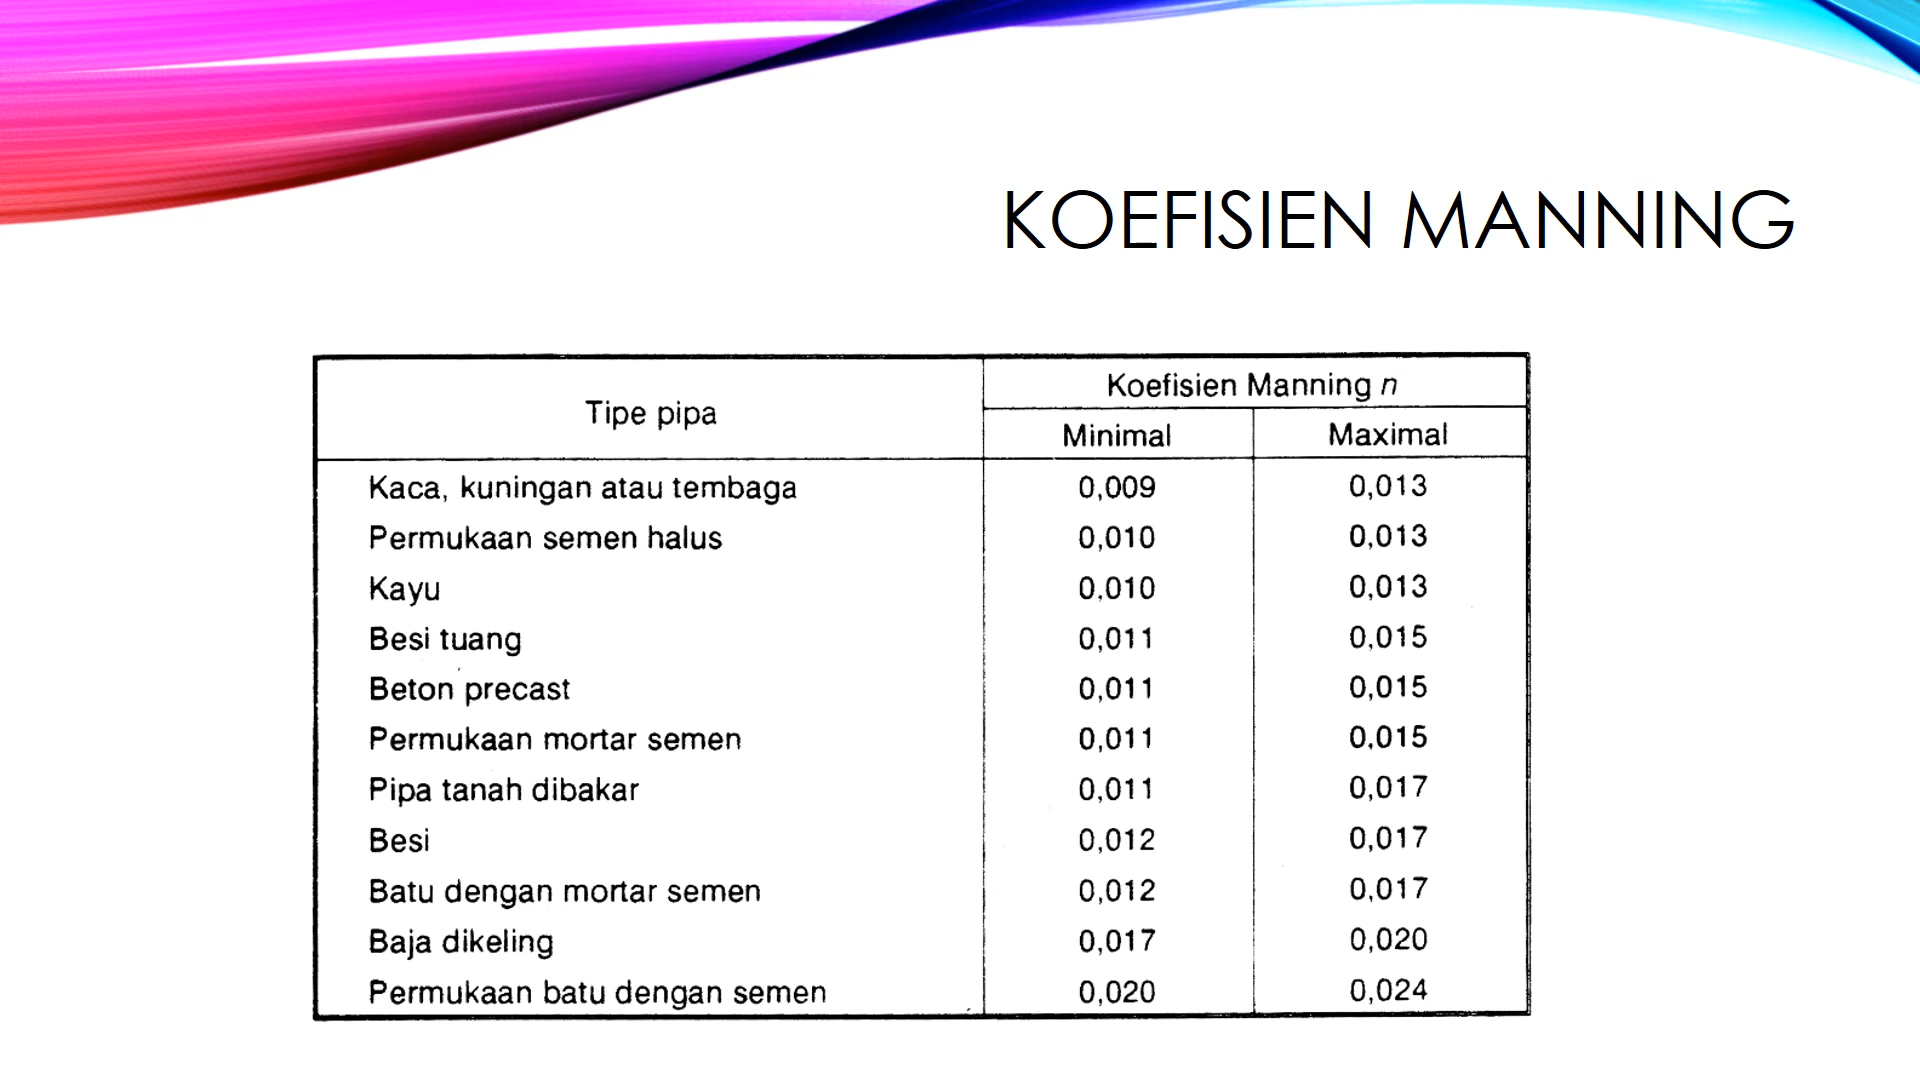 KOEFISIEN MANNING
Tipe pipa
Koefisien Manning n
Minimal Maximal
Kaca, kuningan atau tembaga 0,009 0,013
Permukaan semen halus 0,010 0,013
Kayu 0,010 0,013
Besi tuang 0,011 0,015
Beton precast 0,011 0,015
Permukaan mortar semen 0,011 0,015
Pipa tanah dibakar 0,011 0,017
Besi 0,012 0,017
Batu dengan mortar semen 0,012 0,017
Baja dikeling 0,017 0,020
Permukaan batu dengan semen 0,020 0,024